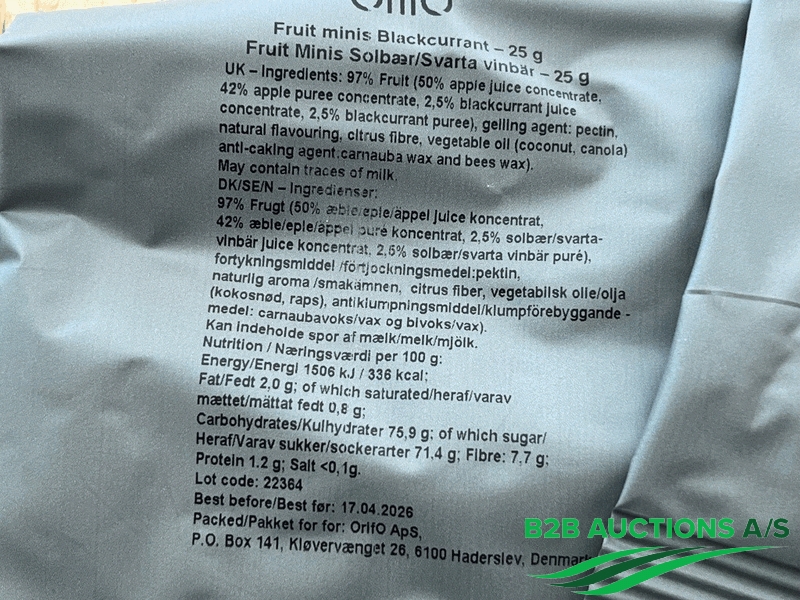 Fruit minis Blackcurrant – 25 g
Fruit Minis Solbær/Svarta vinbär – 25 g
UK – Ingredients: 97% Fruit (50% apple juice concentrate,
42% apple puree concentrate, 2,5% blackcurrant juice
concentrate, 2,5% blackcurrant puree), gelling agent: pectin,
natural flavouring, citrus fibre, vegetable oil (coconut, canola)
anti-caking agent:carnauba wax and bees wax).
May contain traces of milk.
DK/SE/N – Ingredienser:
97% Frugt (50% æble/eple/äppel juice koncentrat,
42% æble/eple/äppel puré koncentrat, 2,5% solbær/svarta-
vinbär juice koncentrat, 2,5% solbær/svarta vinbär puré),
fortykningsmiddel /förtjockningsmedel:pektin,
naturlig aroma /smakämnen, citrus fiber, vegetabilsk olie/olja
(kokosnød, raps), antiklumpningsmiddel/klumpförebyggande -
medel: carnaubavoks/vax og bivoks/vax).
Kan indeholde spor af mælk/melk/mjölk.
Nutrition / Næringsværdi per 100 g:
Energy/Energi 1506 kJ / 336 kcal;
Fat/Fedt 2,0 g; of which saturated/heraf/varav
mættet/mättat fedt 0,8 g;
Carbohydrates/Kulhydrater 75,9 g; of which sugar/
Heraf/Varav sukker/sockerarter 71,4 g; Fibre: 7,7 g;
Protein 1.2 g; Salt <0,1g.
Lot code: 22364
Best before/Best før: 17.04.2026
Packed/Pakket for for: OrifO ApS,
P.O. Box 141, Kløvervænget 26, 6100 Haderslev, Denmark
B2B AUCTIONS A/S